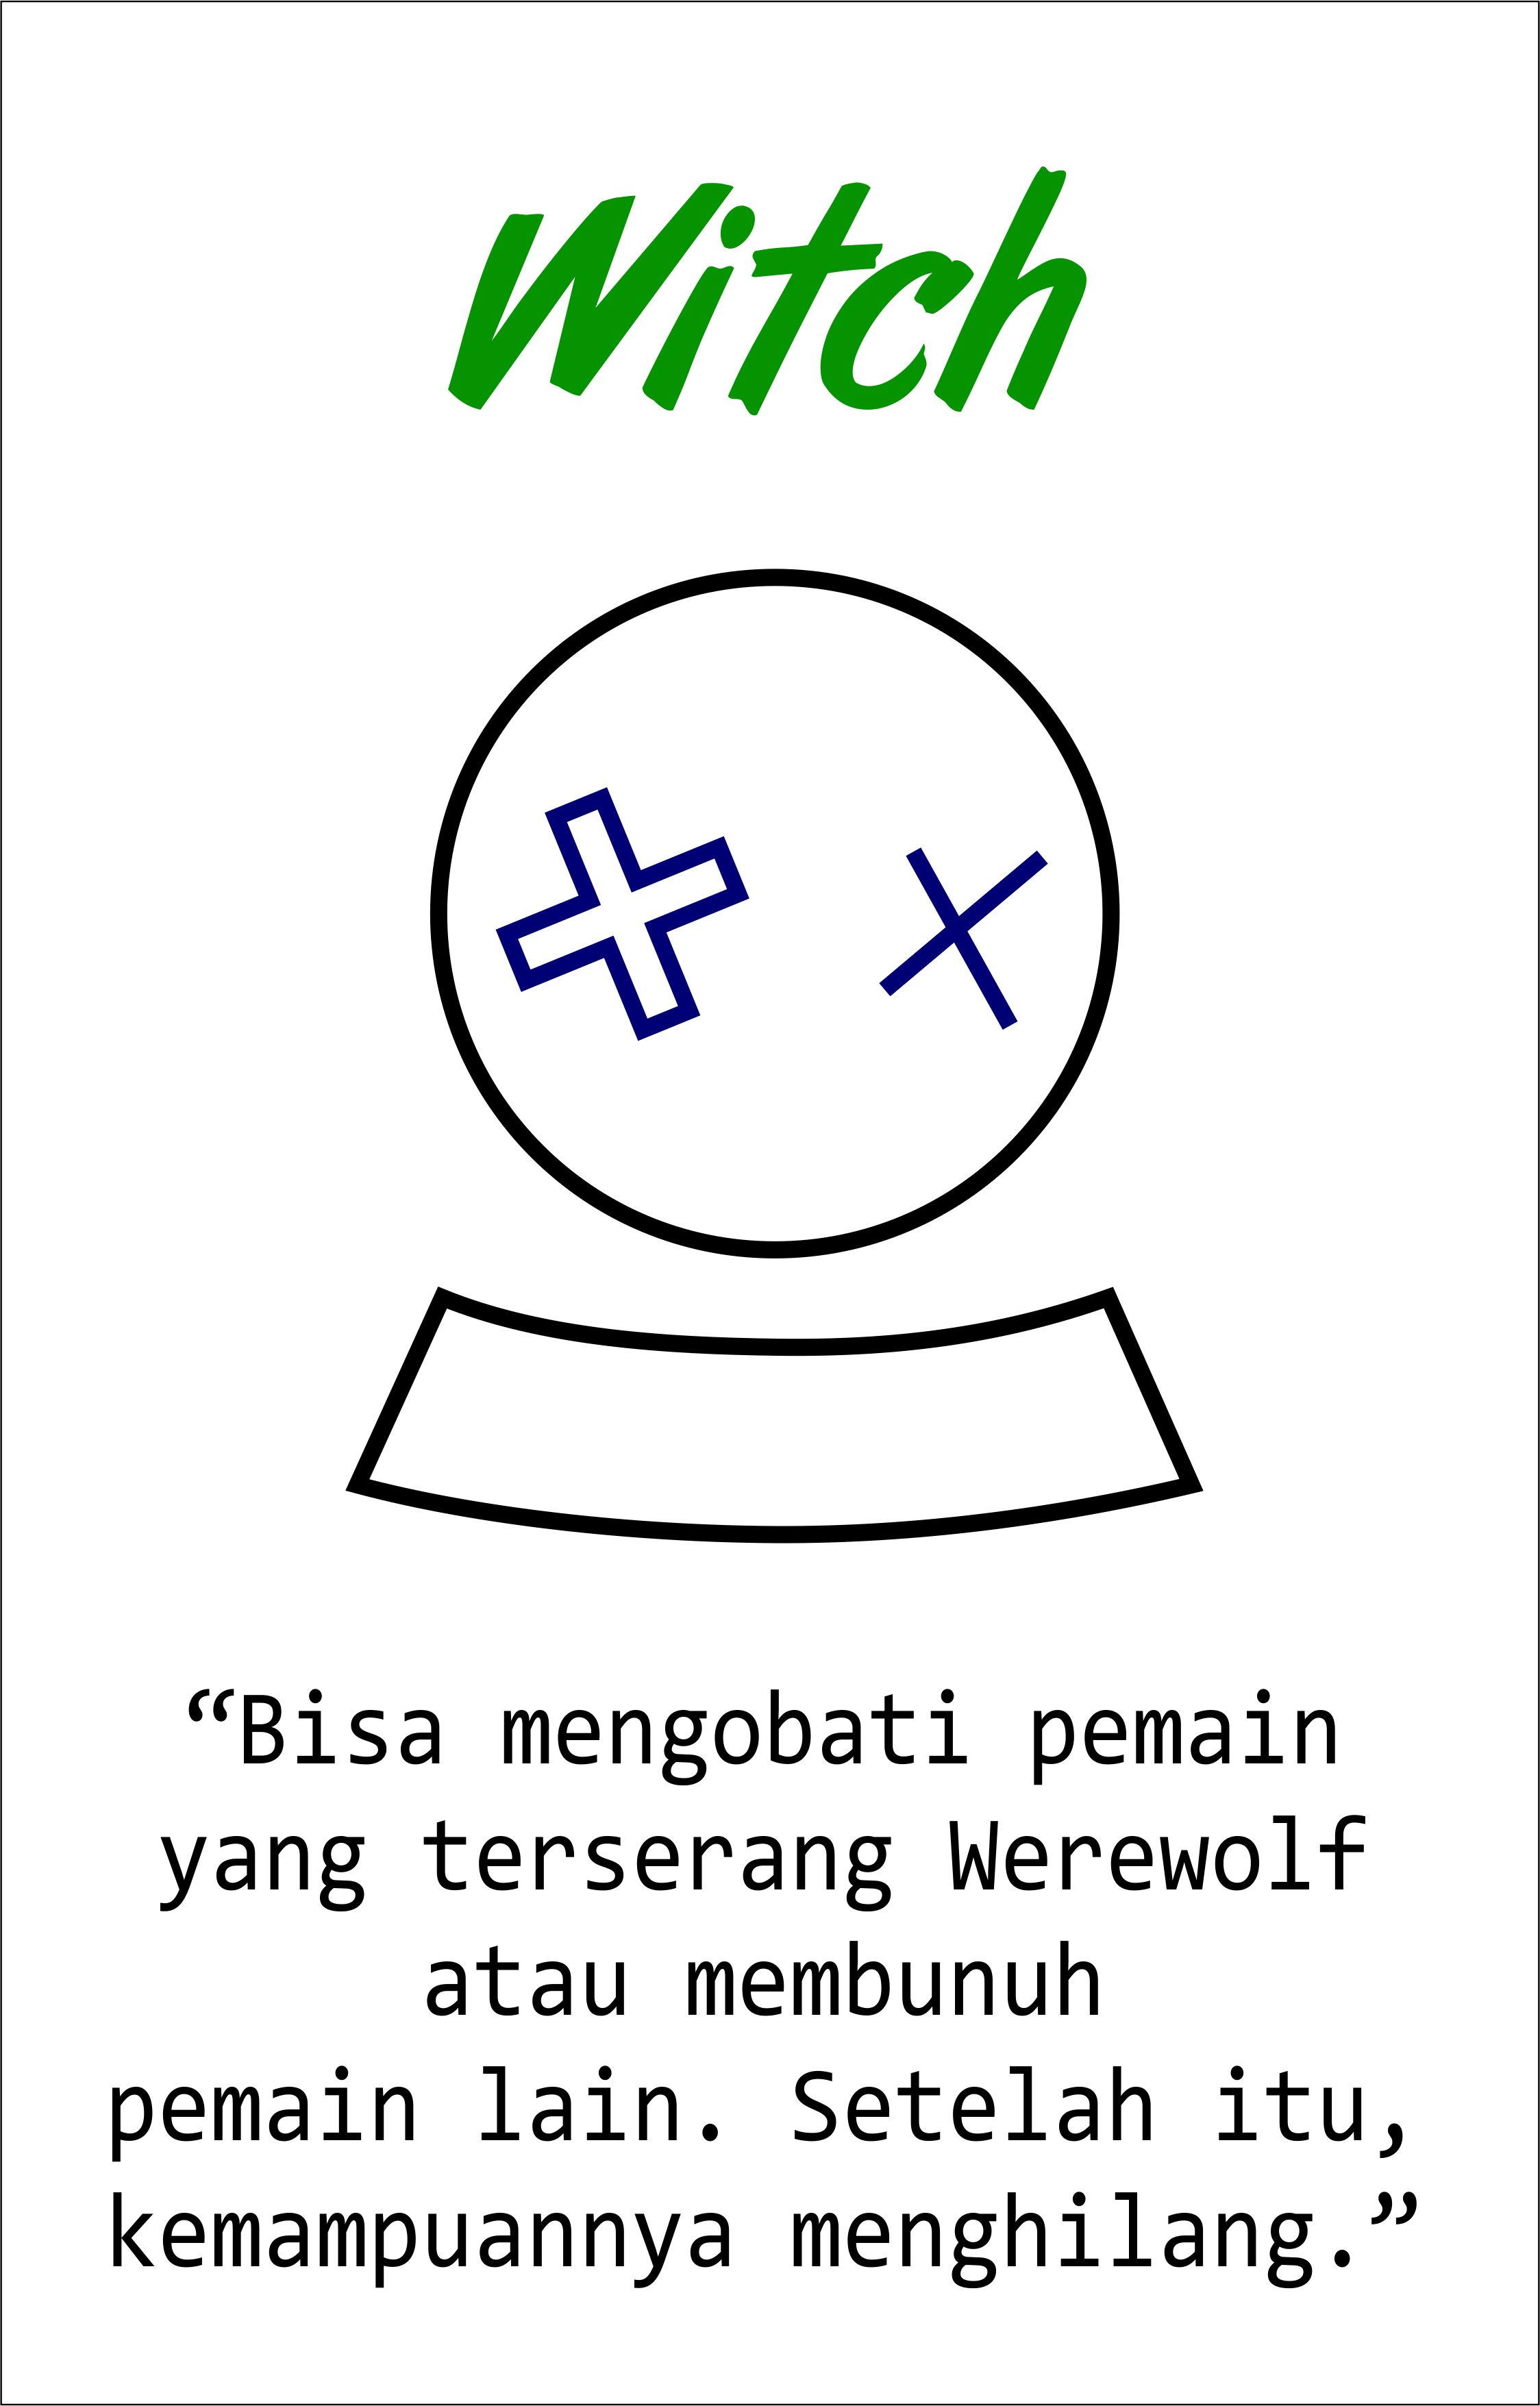 Witch
“Bisa mengobati pemain
yang terserang Werewolf
atau membunuh
pemain lain. Setelah itu,
kemampuannya menghilang.”